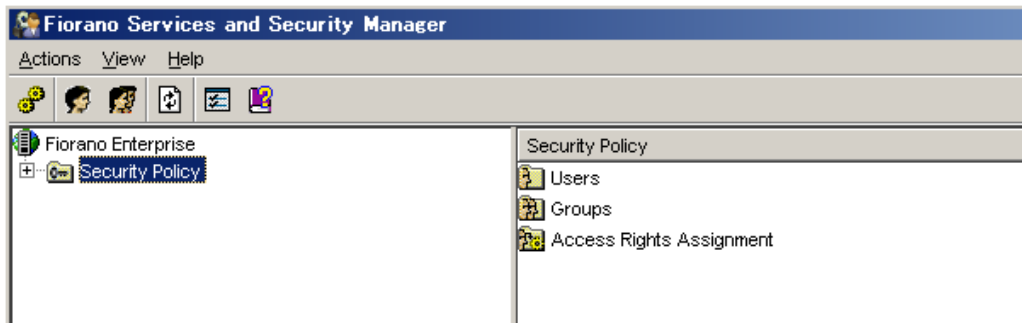 Fiorano Services and Security Manager
Actions View Help
Fiorano Enterprise
Security Policy
Security Policy
Users
Groups
Access Rights Assignment